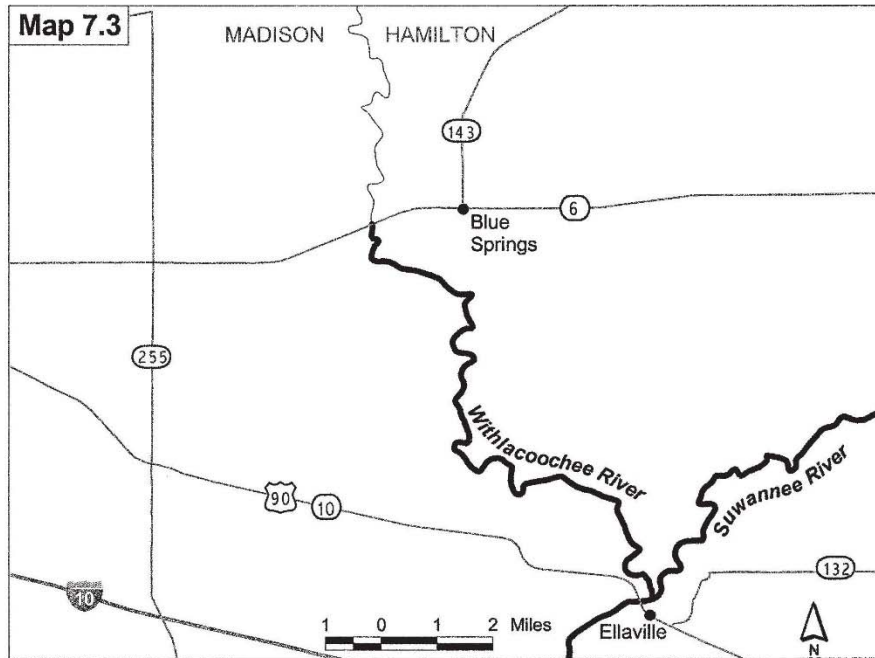 Map 7.3
MADISON
HAMILTON
143
6
Blue
Springs
255
Withlacoochee River
Suwannee River
90
10
10
132
Ellaville
1 0 1 2 Miles
N